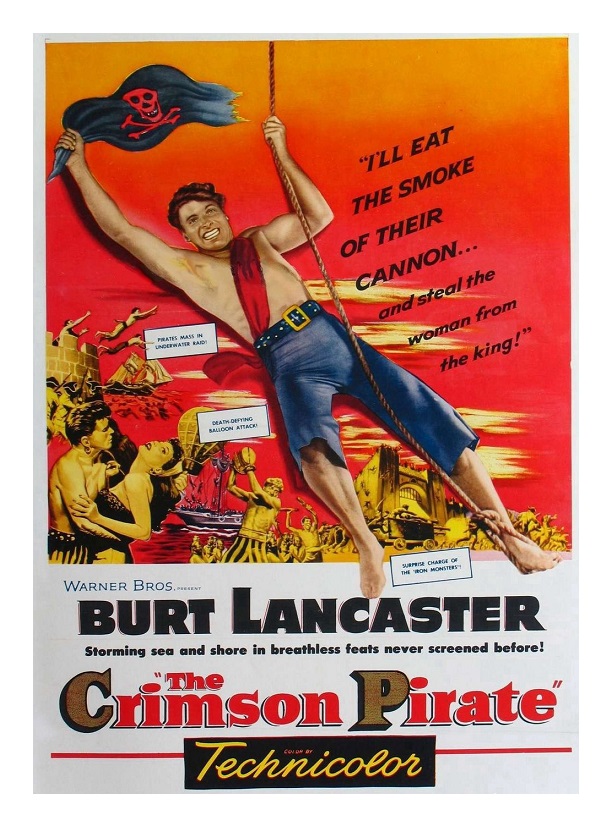 "I'LL EAT
THE SMOKE
OF THEIR
CANNON...
and steal the
woman from
the king!"
PIRATES MASS IN
UNDERWATER RAID!
DEATH-DEFYING
BALLOON ATTACK!
SURPRISE CHARGE OF
THE 'IRON MONSTERS'!
WARNER BROS. PRESENT
BURT LANCASTER
Storming sea and shore in breathless feats never screened before!
"The
Crimson Pirate"
COLOR BY
Technicolor